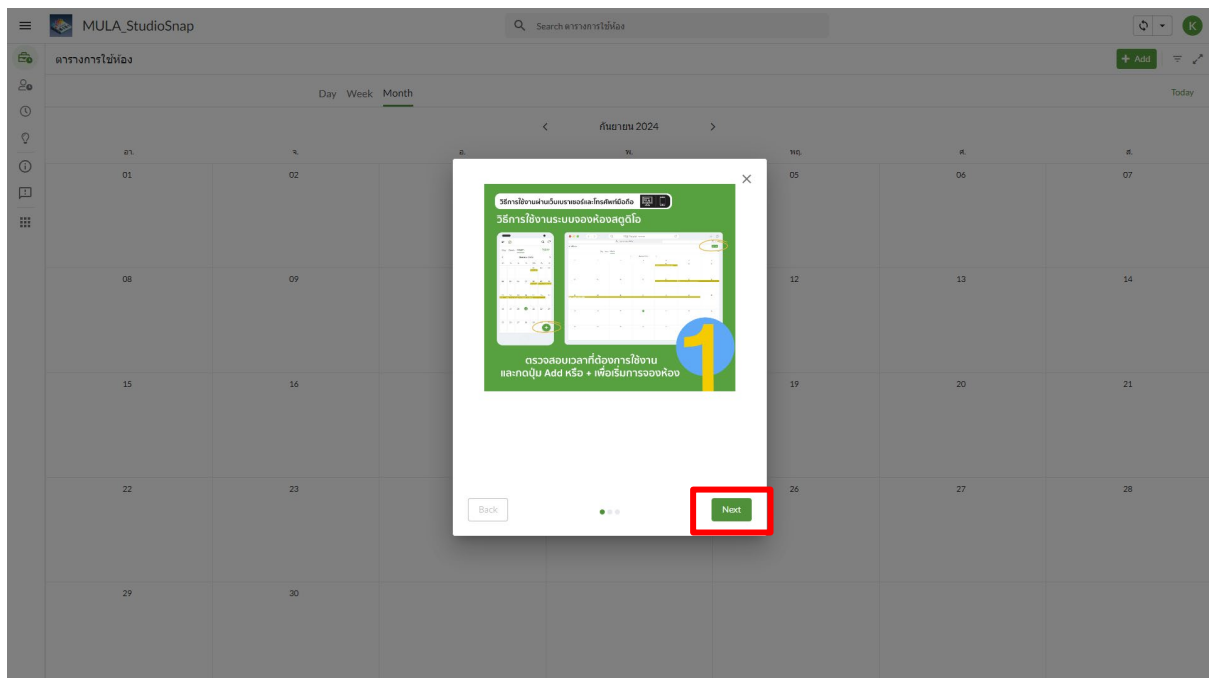 MULA_StudioSnap
Search ตารางการใช้ห้อง
K
ตารางการใช้ห้อง
+ Add
Day Week Month
Today
< กันยายน 2024 >
อา. จ. อ. พ. พฤ. ศ. ส.
01 02 05 06 07
วิธีการใช้งานผ่านเว็บเบราเซอร์และโทรศัพท์มือถือ
วิธีการใช้งานระบบจองห้องสตูดิโอ
08 09 12 13 14
1
ตรวจสอบเวลาที่ต้องการใช้งาน
และกดปุ่ม Add หรือ + เพื่อเริ่มการจองห้อง
15 16 19 20 21
22 23 26 27 28
Back Next
29 30